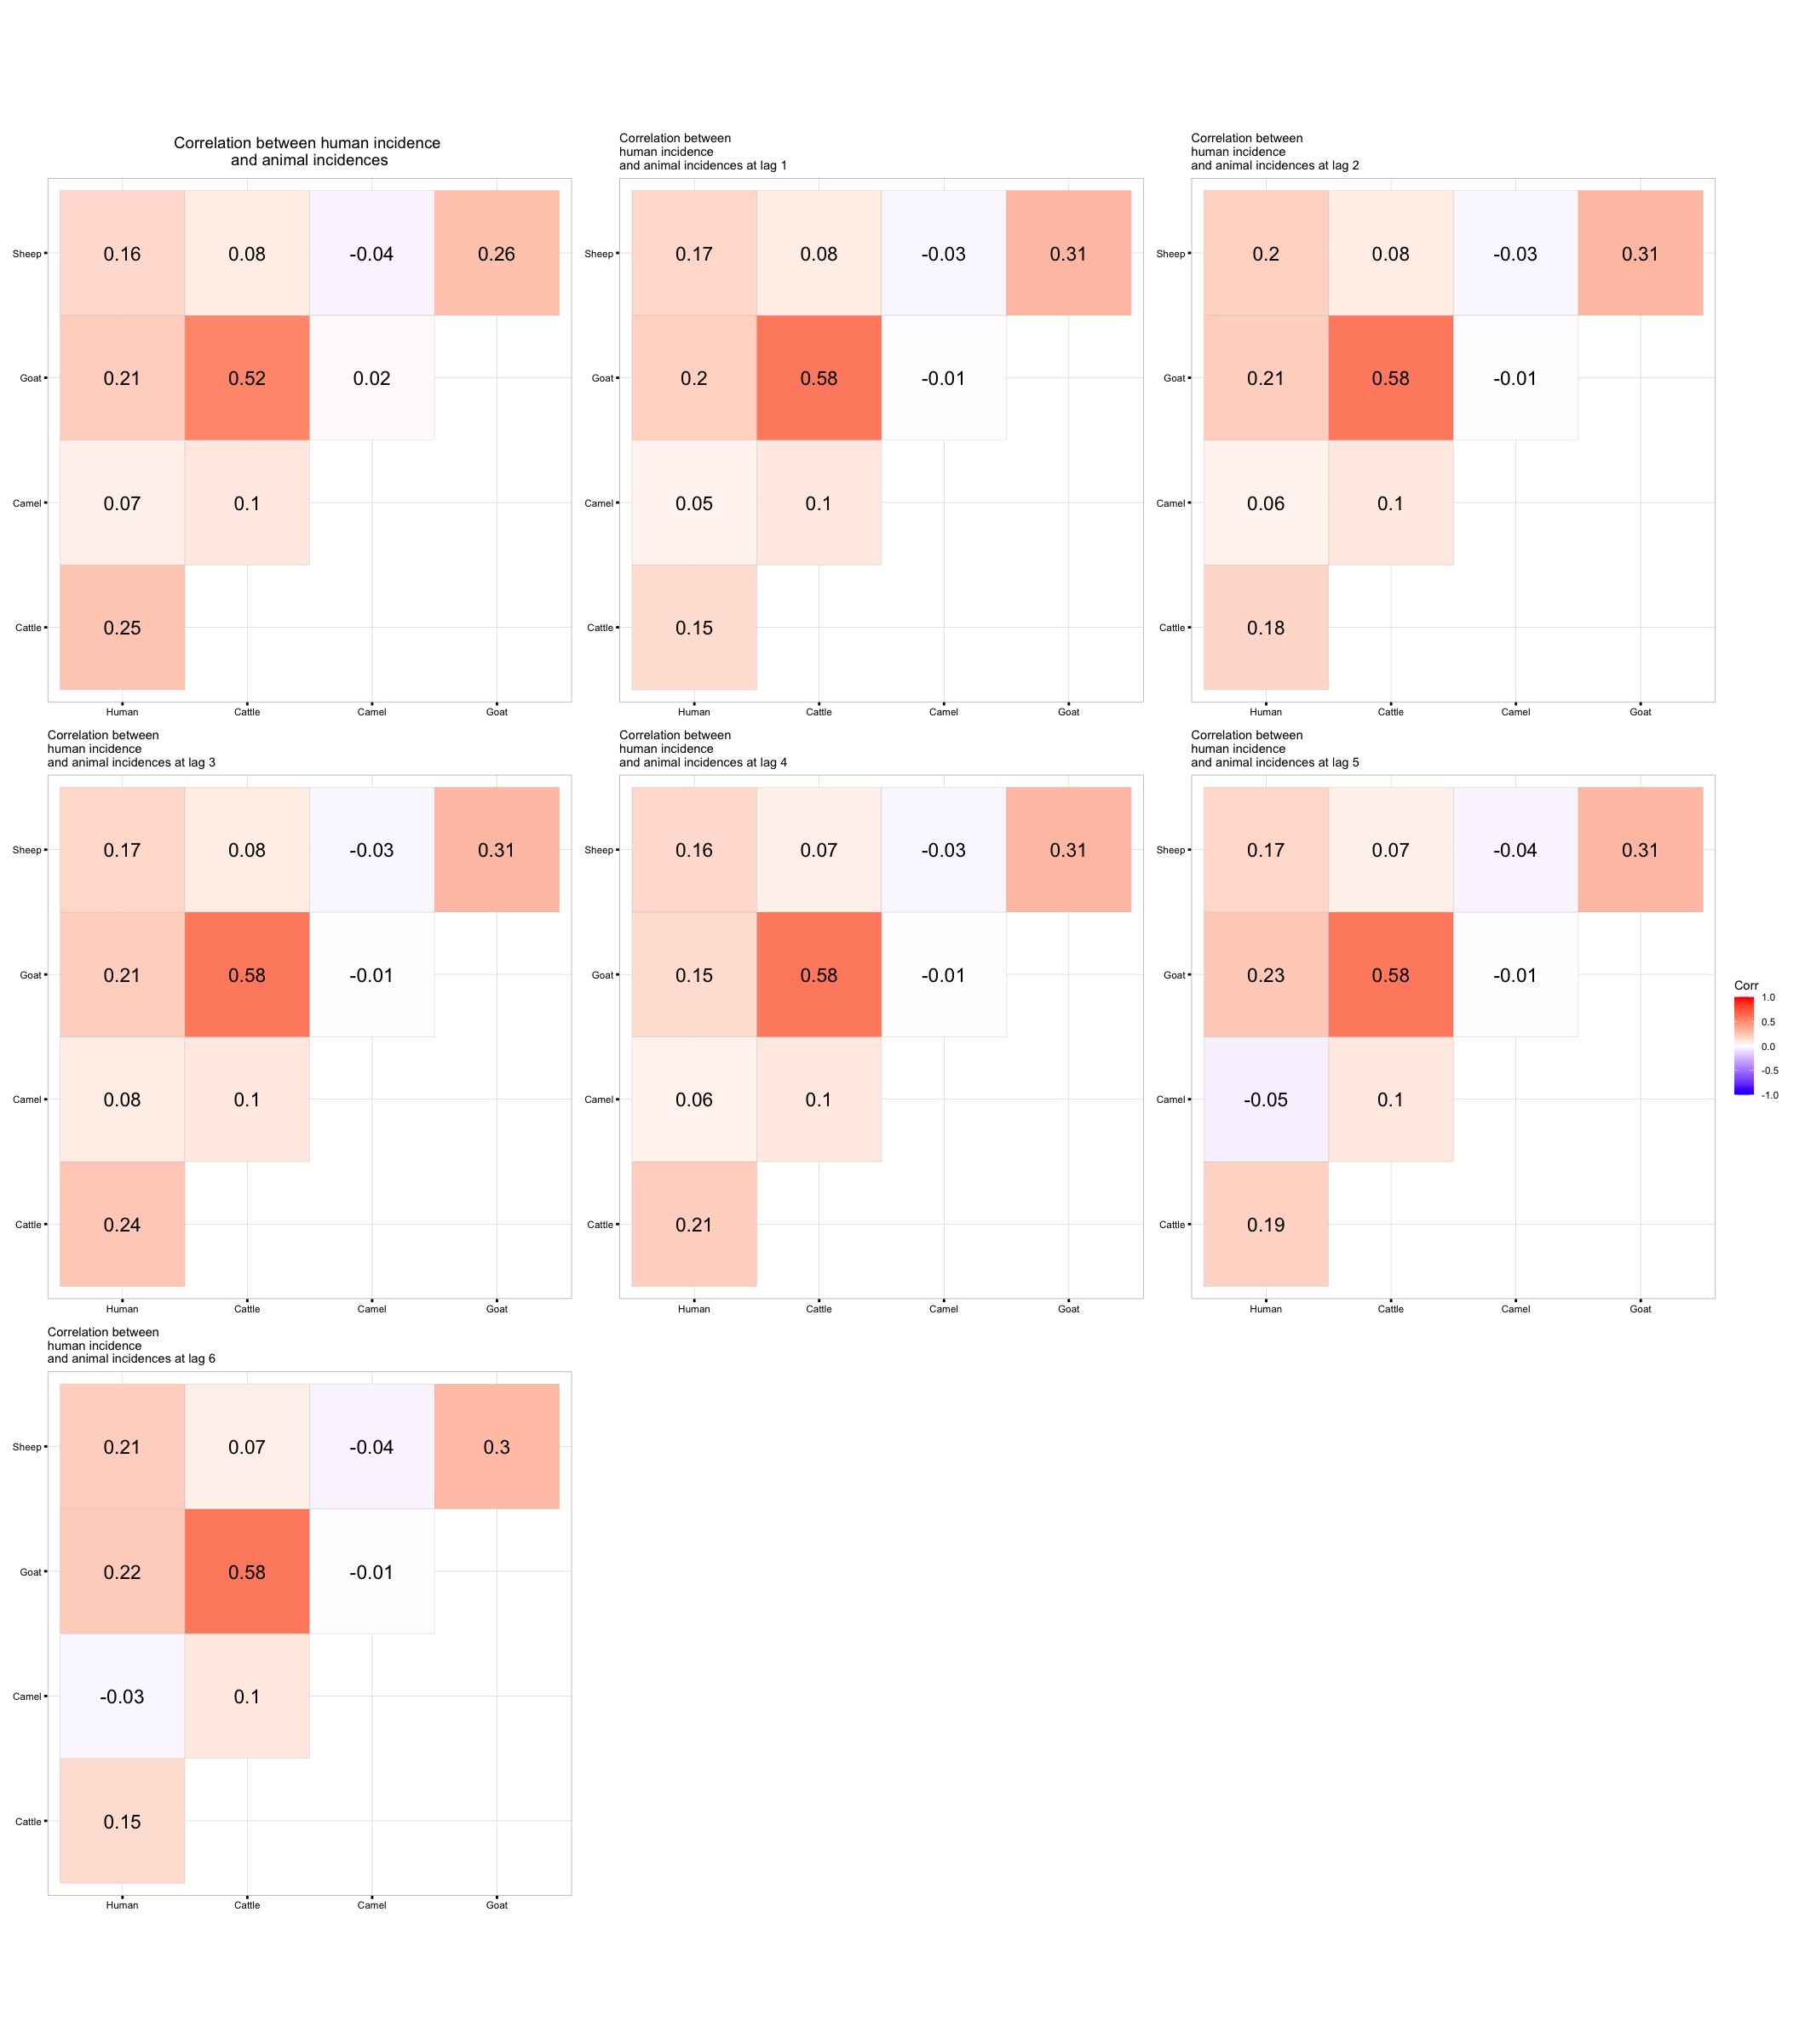 Correlation between human incidence
and animal incidences
Sheep 0.16 0.08 -0.04 0.26
Goat 0.21 0.52 0.02
Camel 0.07 0.1
Cattle 0.25
Human Cattle Camel Goat
Correlation between
human incidence
and animal incidences at lag 1
Sheep 0.17 0.08 -0.03 0.31
Goat 0.2 0.58 -0.01
Camel 0.05 0.1
Cattle 0.15
Human Cattle Camel Goat
Correlation between
human incidence
and animal incidences at lag 2
Sheep 0.2 0.08 -0.03 0.31
Goat 0.21 0.58 -0.01
Camel 0.06 0.1
Cattle 0.18
Human Cattle Camel Goat
Correlation between
human incidence
and animal incidences at lag 3
Sheep 0.17 0.08 -0.03 0.31
Goat 0.21 0.58 -0.01
Camel 0.08 0.1
Cattle 0.24
Human Cattle Camel Goat
Correlation between
human incidence
and animal incidences at lag 4
Sheep 0.16 0.07 -0.03 0.31
Goat 0.15 0.58 -0.01
Camel 0.06 0.1
Cattle 0.21
Human Cattle Camel Goat
Correlation between
human incidence
and animal incidences at lag 5
Sheep 0.17 0.07 -0.04 0.31
Goat 0.23 0.58 -0.01
Camel -0.05 0.1
Cattle 0.19
Human Cattle Camel Goat
Corr
1.0
0.5
0.0
-0.5
-1.0
Correlation between
human incidence
and animal incidences at lag 6
Sheep 0.21 0.07 -0.04 0.3
Goat 0.22 0.58 -0.01
Camel -0.03 0.1
Cattle 0.15
Human Cattle Camel Goat